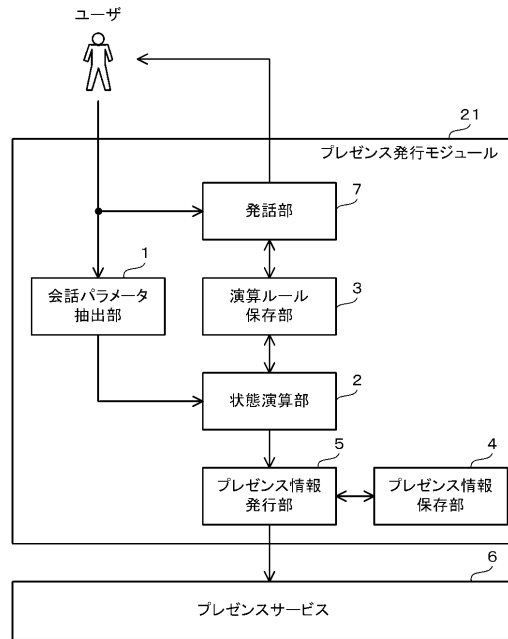 ユーザ
21
プレゼンス発行モジュール
7
発話部
1
会話パラメータ
抽出部
3
演算ルール
保存部
2
状態演算部
5
プレゼンス情報
発行部
4
プレゼンス情報
保存部
6
プレゼンスサービス